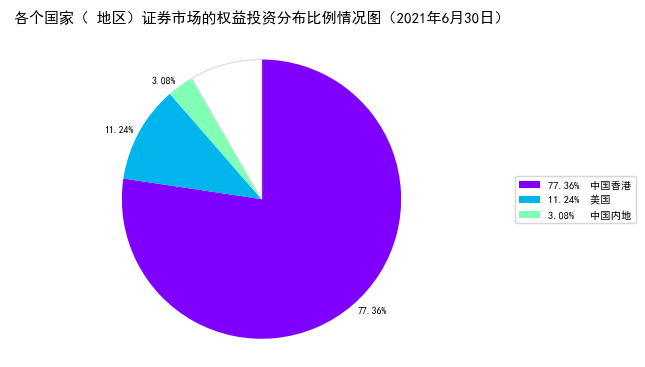 各个国家（ 地区）证券市场的权益投资分布比例情况图（2021年6月30日）
3.08%
11.24%
77.36%
77.36% 中国香港
11.24% 美国
3.08% 中国内地